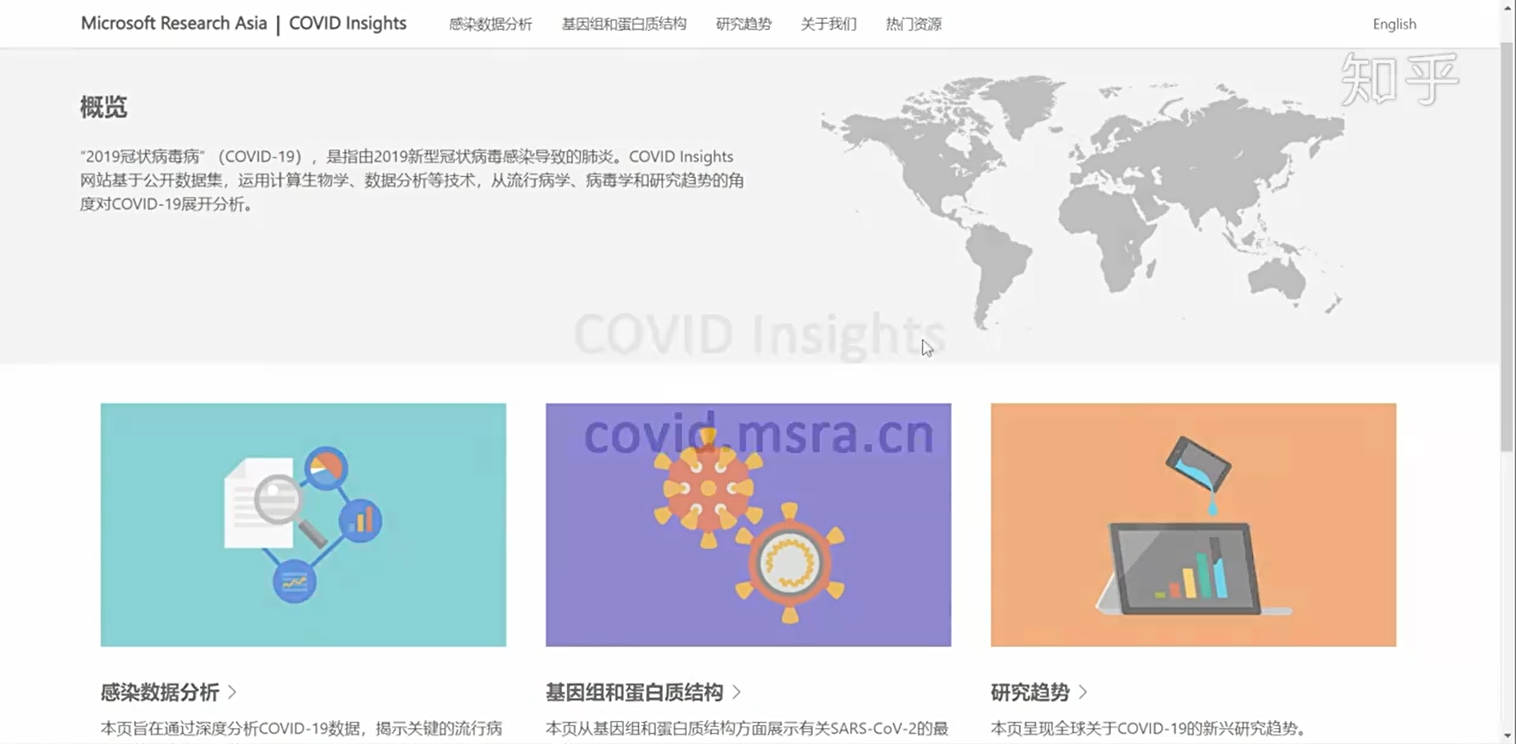 Microsoft Research Asia | COVID Insights 感染数据分析 基因组和蛋白质结构 研究趋势 关于我们 热门资源 English
知乎
概览
“2019冠状病毒病” （COVID-19），是指由2019新型冠状病毒感染导致的肺炎。COVID Insights
网站基于公开数据集，运用计算生物学、数据分析等技术，从流行病学、病毒学和研究趋势的角
度对COVID-19展开分析。
COVID Insights
covid.msra.cn
感染数据分析
本页旨在通过深度分析COVID-19数据，揭示关键的流行病
基因组和蛋白质结构
本页从基因组和蛋白质结构方面展示有关SARS-CoV-2的最
研究趋势
本页呈现全球关于COVID-19的新兴研究趋势。